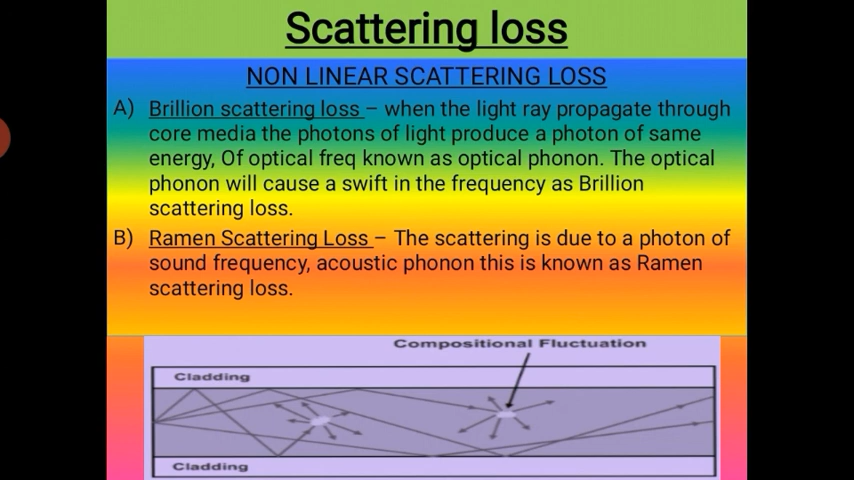 Scattering loss
NON LINEAR SCATTERING LOSS
A) Brillion scattering loss – when the light ray propagate through
core media the photons of light produce a photon of same
energy, Of optical freq known as optical phonon. The optical
phonon will cause a swift in the frequency as Brillion
scattering loss.
B) Ramen Scattering Loss – The scattering is due to a photon of
sound frequency, acoustic phonon this is known as Ramen
scattering loss.
Compositional Fluctuation
Cladding
Cladding